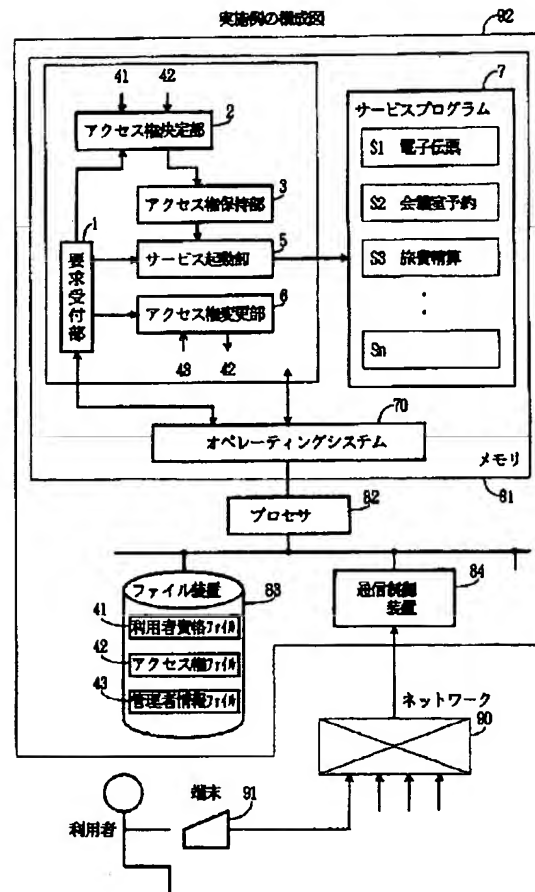 実施例の構成図
92
41
42
7
2
アクセス権決定部
サービスプログラム
S1 電子伝票
3
アクセス権保持部
S2 会議室予約
1
要求受付部
5
サービス起動部
S3 旅費精算
6
アクセス権変更部
43
42
Sn
70
オペレーティングシステム
メモリ
81
82
プロセサ
ファイル装置
83
84
通信制御
装置
41
利用者資格ファイル
42
アクセス権ファイル
43
管理者情報ファイル
ネットワーク
90
端末
91
利用者